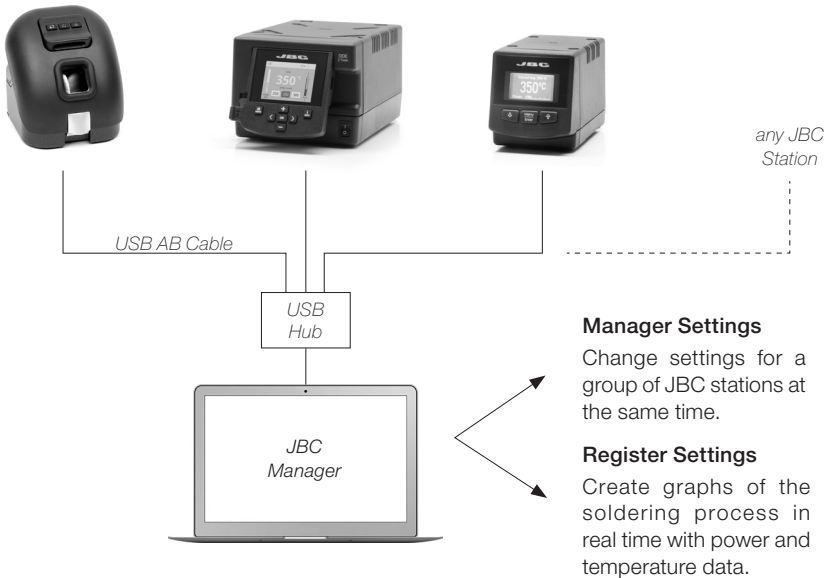 JBC
350°
JBC
350°C
any JBC
Station
USB AB Cable
USB
Hub
JBC
Manager
Manager Settings
Change settings for a
group of JBC stations at
the same time.
Register Settings
Create graphs of the
soldering process in
real time with power and
temperature data.